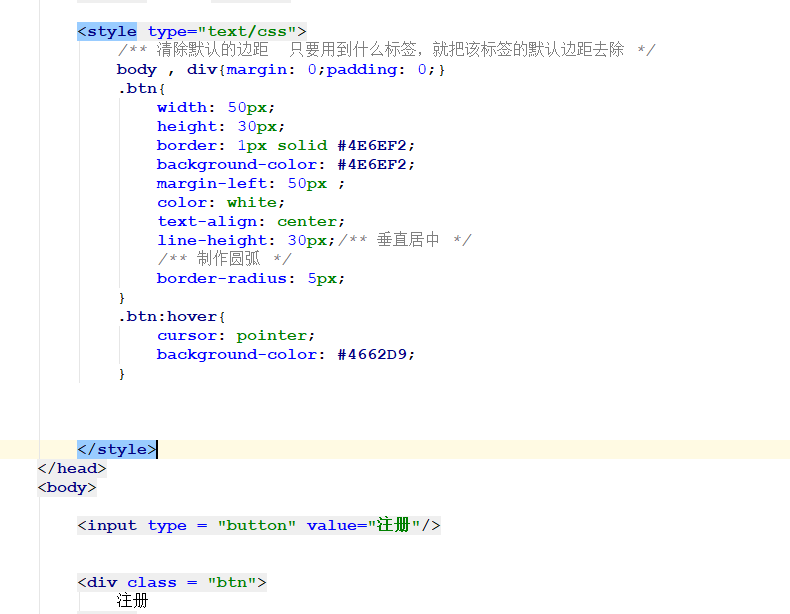 <style type="text/css">
/** 清除默认的边距  只要用到什么标签，就把该标签的默认边距去除 */
body , div{margin: 0;padding: 0;}
.btn{
width: 50px;
height: 30px;
border: 1px solid #4E6EF2;
background-color: #4E6EF2;
margin-left: 50px ;
color: white;
text-align: center;
line-height: 30px;/** 垂直居中 */
/** 制作圆弧 */
border-radius: 5px;
}
.btn:hover{
cursor: pointer;
background-color: #4662D9;
}
</style>
</head>
<body>
<input type = "button" value="注册"/>
<div class = "btn">
注册